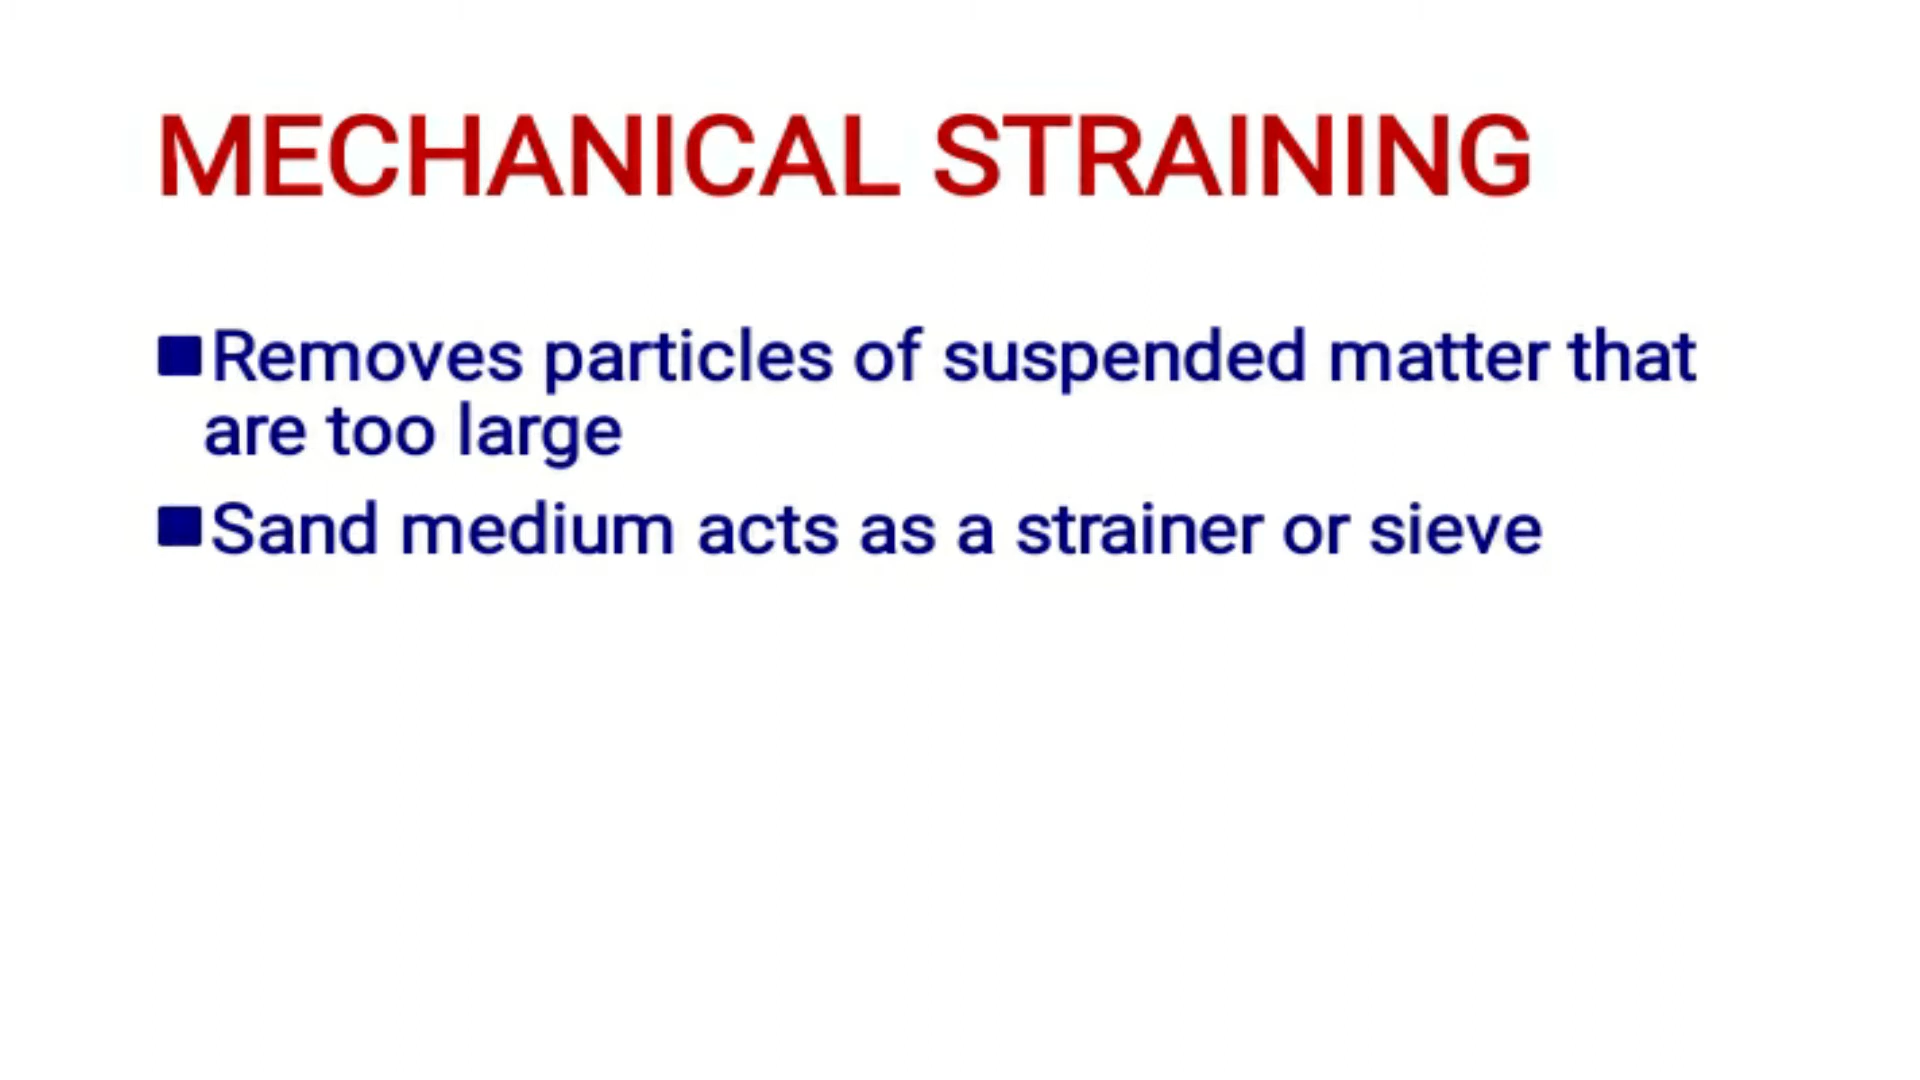 MECHANICAL STRAINING
■Removes particles of suspended matter that
are too large
■Sand medium acts as a strainer or sieve